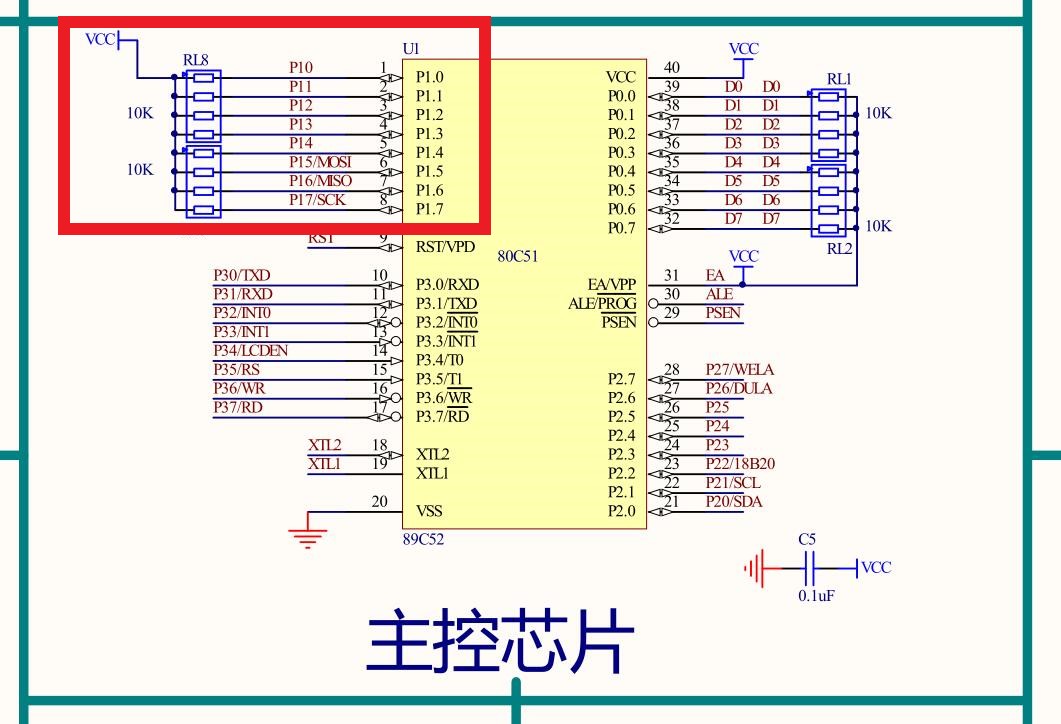 VCC
RL8
10K
10K
P10
P11
P12
P13
P14
P15/MOSI
P16/MISO
P17/SCK
RST
1
2
3
4
5
6
7
8
9
P30/TXD
P31/RXD
P32/INT0
P33/INT1
P34/LCDEN
P35/RS
P36/WR
P37/RD
10
11
12
13
14
15
16
17
XTL2
XTL1
18
19
20
U1
P1.0
P1.1
P1.2
P1.3
P1.4
P1.5
P1.6
P1.7
RST/VPD
P3.0/RXD
P3.1/TXD
P3.2/INT0
P3.3/INT1
P3.4/T0
P3.5/T1
P3.6/WR
P3.7/RD
XTL2
XTL1
VSS
80C51
89C52
VCC
P0.0
P0.1
P0.2
P0.3
P0.4
P0.5
P0.6
P0.7
EA/VPP
ALE/PROG
PSEN
P2.7
P2.6
P2.5
P2.4
P2.3
P2.2
P2.1
P2.0
40
39
38
37
36
35
34
33
32
31
30
29
28
27
26
25
24
23
22
21
VCC
D0 D0
D1 D1
D2 D2
D3 D3
D4 D4
D5 D5
D6 D6
D7 D7
RL1
10K
10K
RL2
VCC
EA
ALE
PSEN
P27/WELA
P26/DULA
P25
P24
P23
P22/18B20
P21/SCL
P20/SDA
C5
VCC
0.1uF
主控芯片